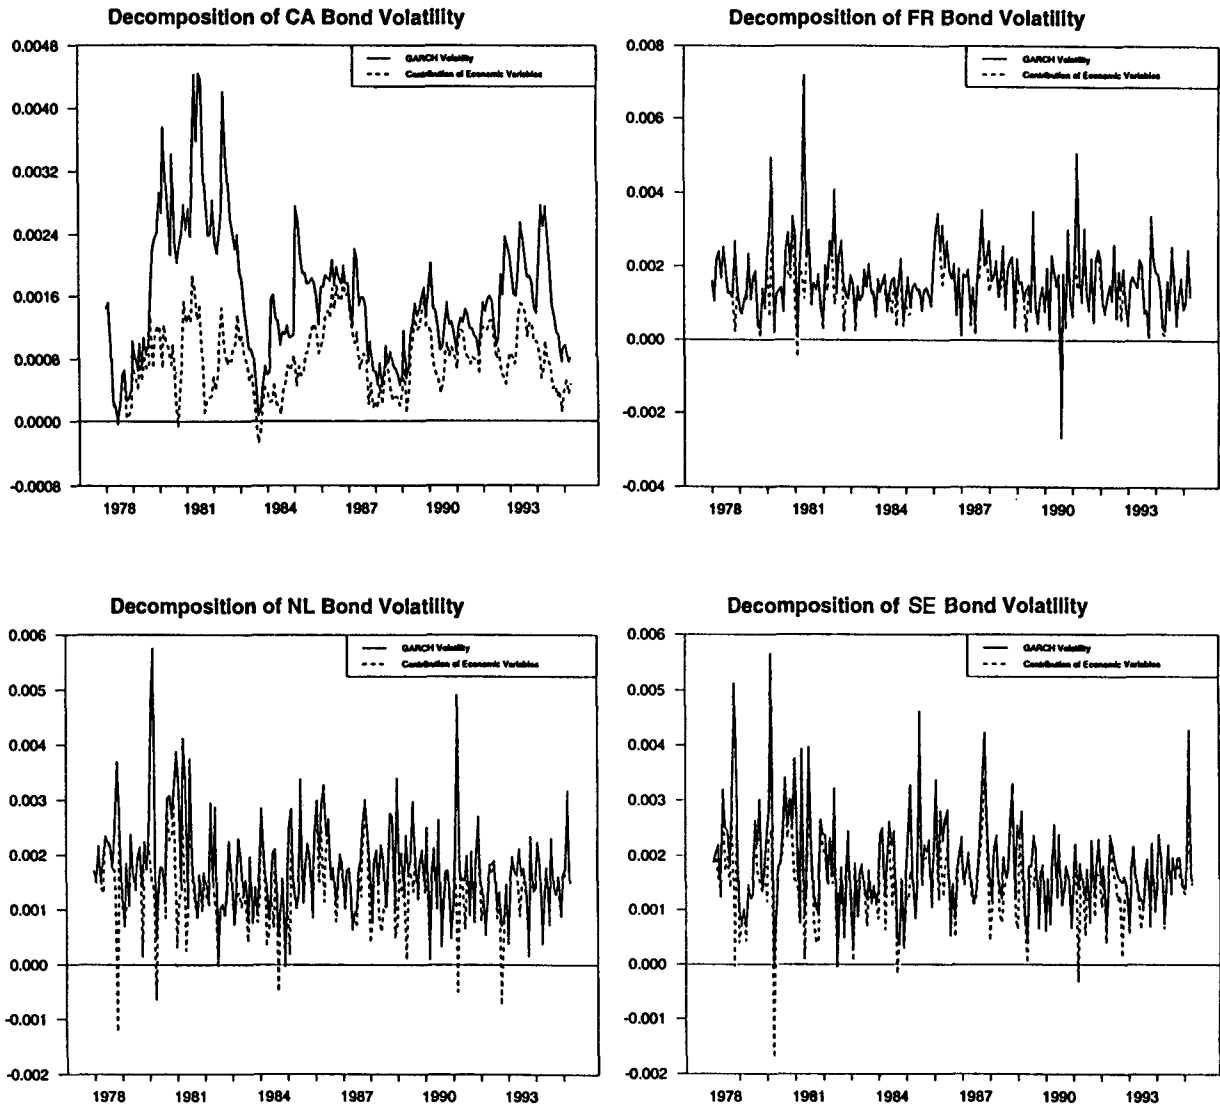 Decomposition of CA Bond Volatility
0.0048
0.0040
0.0032
0.0024
0.0016
0.0008
0.0000
-0.0008
GARCH Volatility
Contribution of Economic Variables
1978 1981 1984 1987 1990 1993
Decomposition of FR Bond Volatility
0.008
0.006
0.004
0.002
0.000
-0.002
-0.004
GARCH Volatility
Contribution of Economic Variables
1978 1981 1984 1987 1990 1993
Decomposition of NL Bond Volatility
0.006
0.005
0.004
0.003
0.002
0.001
0.000
-0.001
-0.002
GARCH Volatility
Contribution of Economic Variables
1978 1981 1984 1987 1990 1993
Decomposition of SE Bond Volatility
0.006
0.005
0.004
0.003
0.002
0.001
0.000
-0.001
-0.002
GARCH Volatility
Contribution of Economic Variables
1978 1981 1984 1987 1990 1993